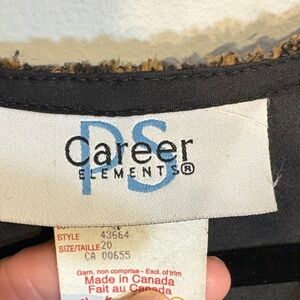 PS
Career
ELEMENTS®
STYLE 43664
SIZE/TAILLE 20
CA 00655
Garn. non comprise - Excl. of trim
Made in Canada
Fait au Canada